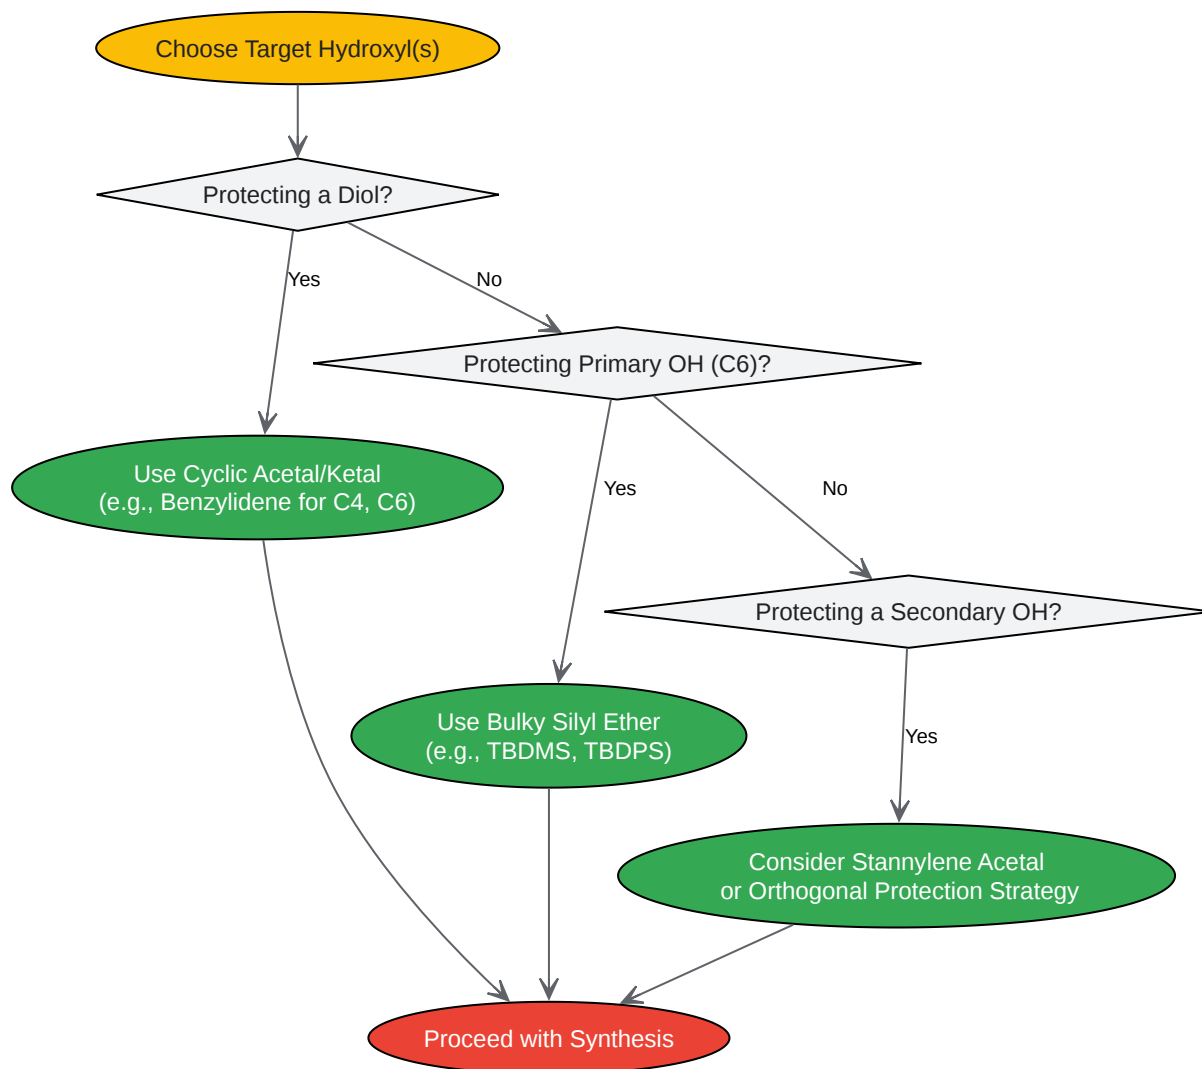 Choose Target Hydroxyl(s)
Protecting a Diol?
Yes
No
Protecting Primary OH (C6)?
Use Cyclic Acetal/Ketal
(e.g., Benzylidene for C4, C6)
Yes
No
Protecting a Secondary OH?
Use Bulky Silyl Ether
(e.g., TBDMS, TBDPS)
Yes
Consider Stannylene Acetal
or Orthogonal Protection Strategy
Proceed with Synthesis